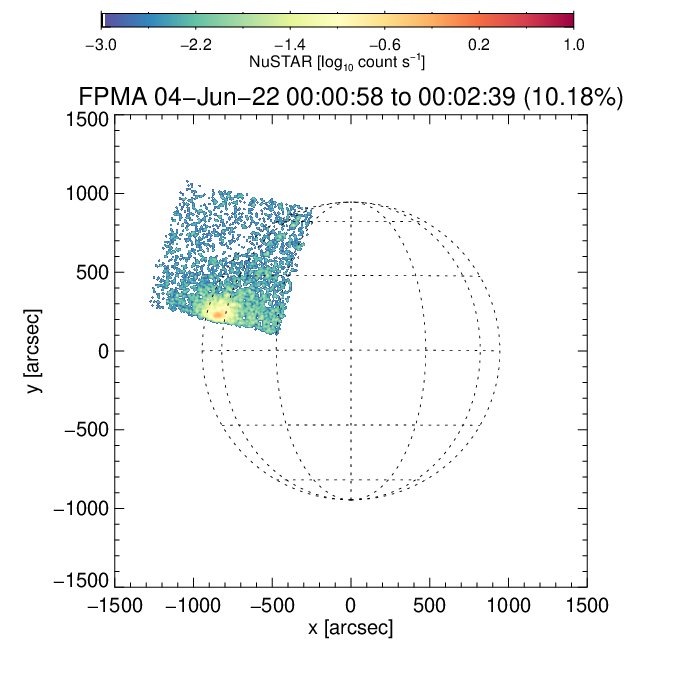 −3.0 −2.2 −1.4 −0.6 0.2 1.0
NuSTAR [log₁₀ count s⁻¹]
FPMA 04−Jun−22 00:00:58 to 00:02:39 (10.18%)
1500
1000
500
0
−500
−1000
−1500
y [arcsec]
−1500 −1000 −500 0 500 1000 1500
x [arcsec]